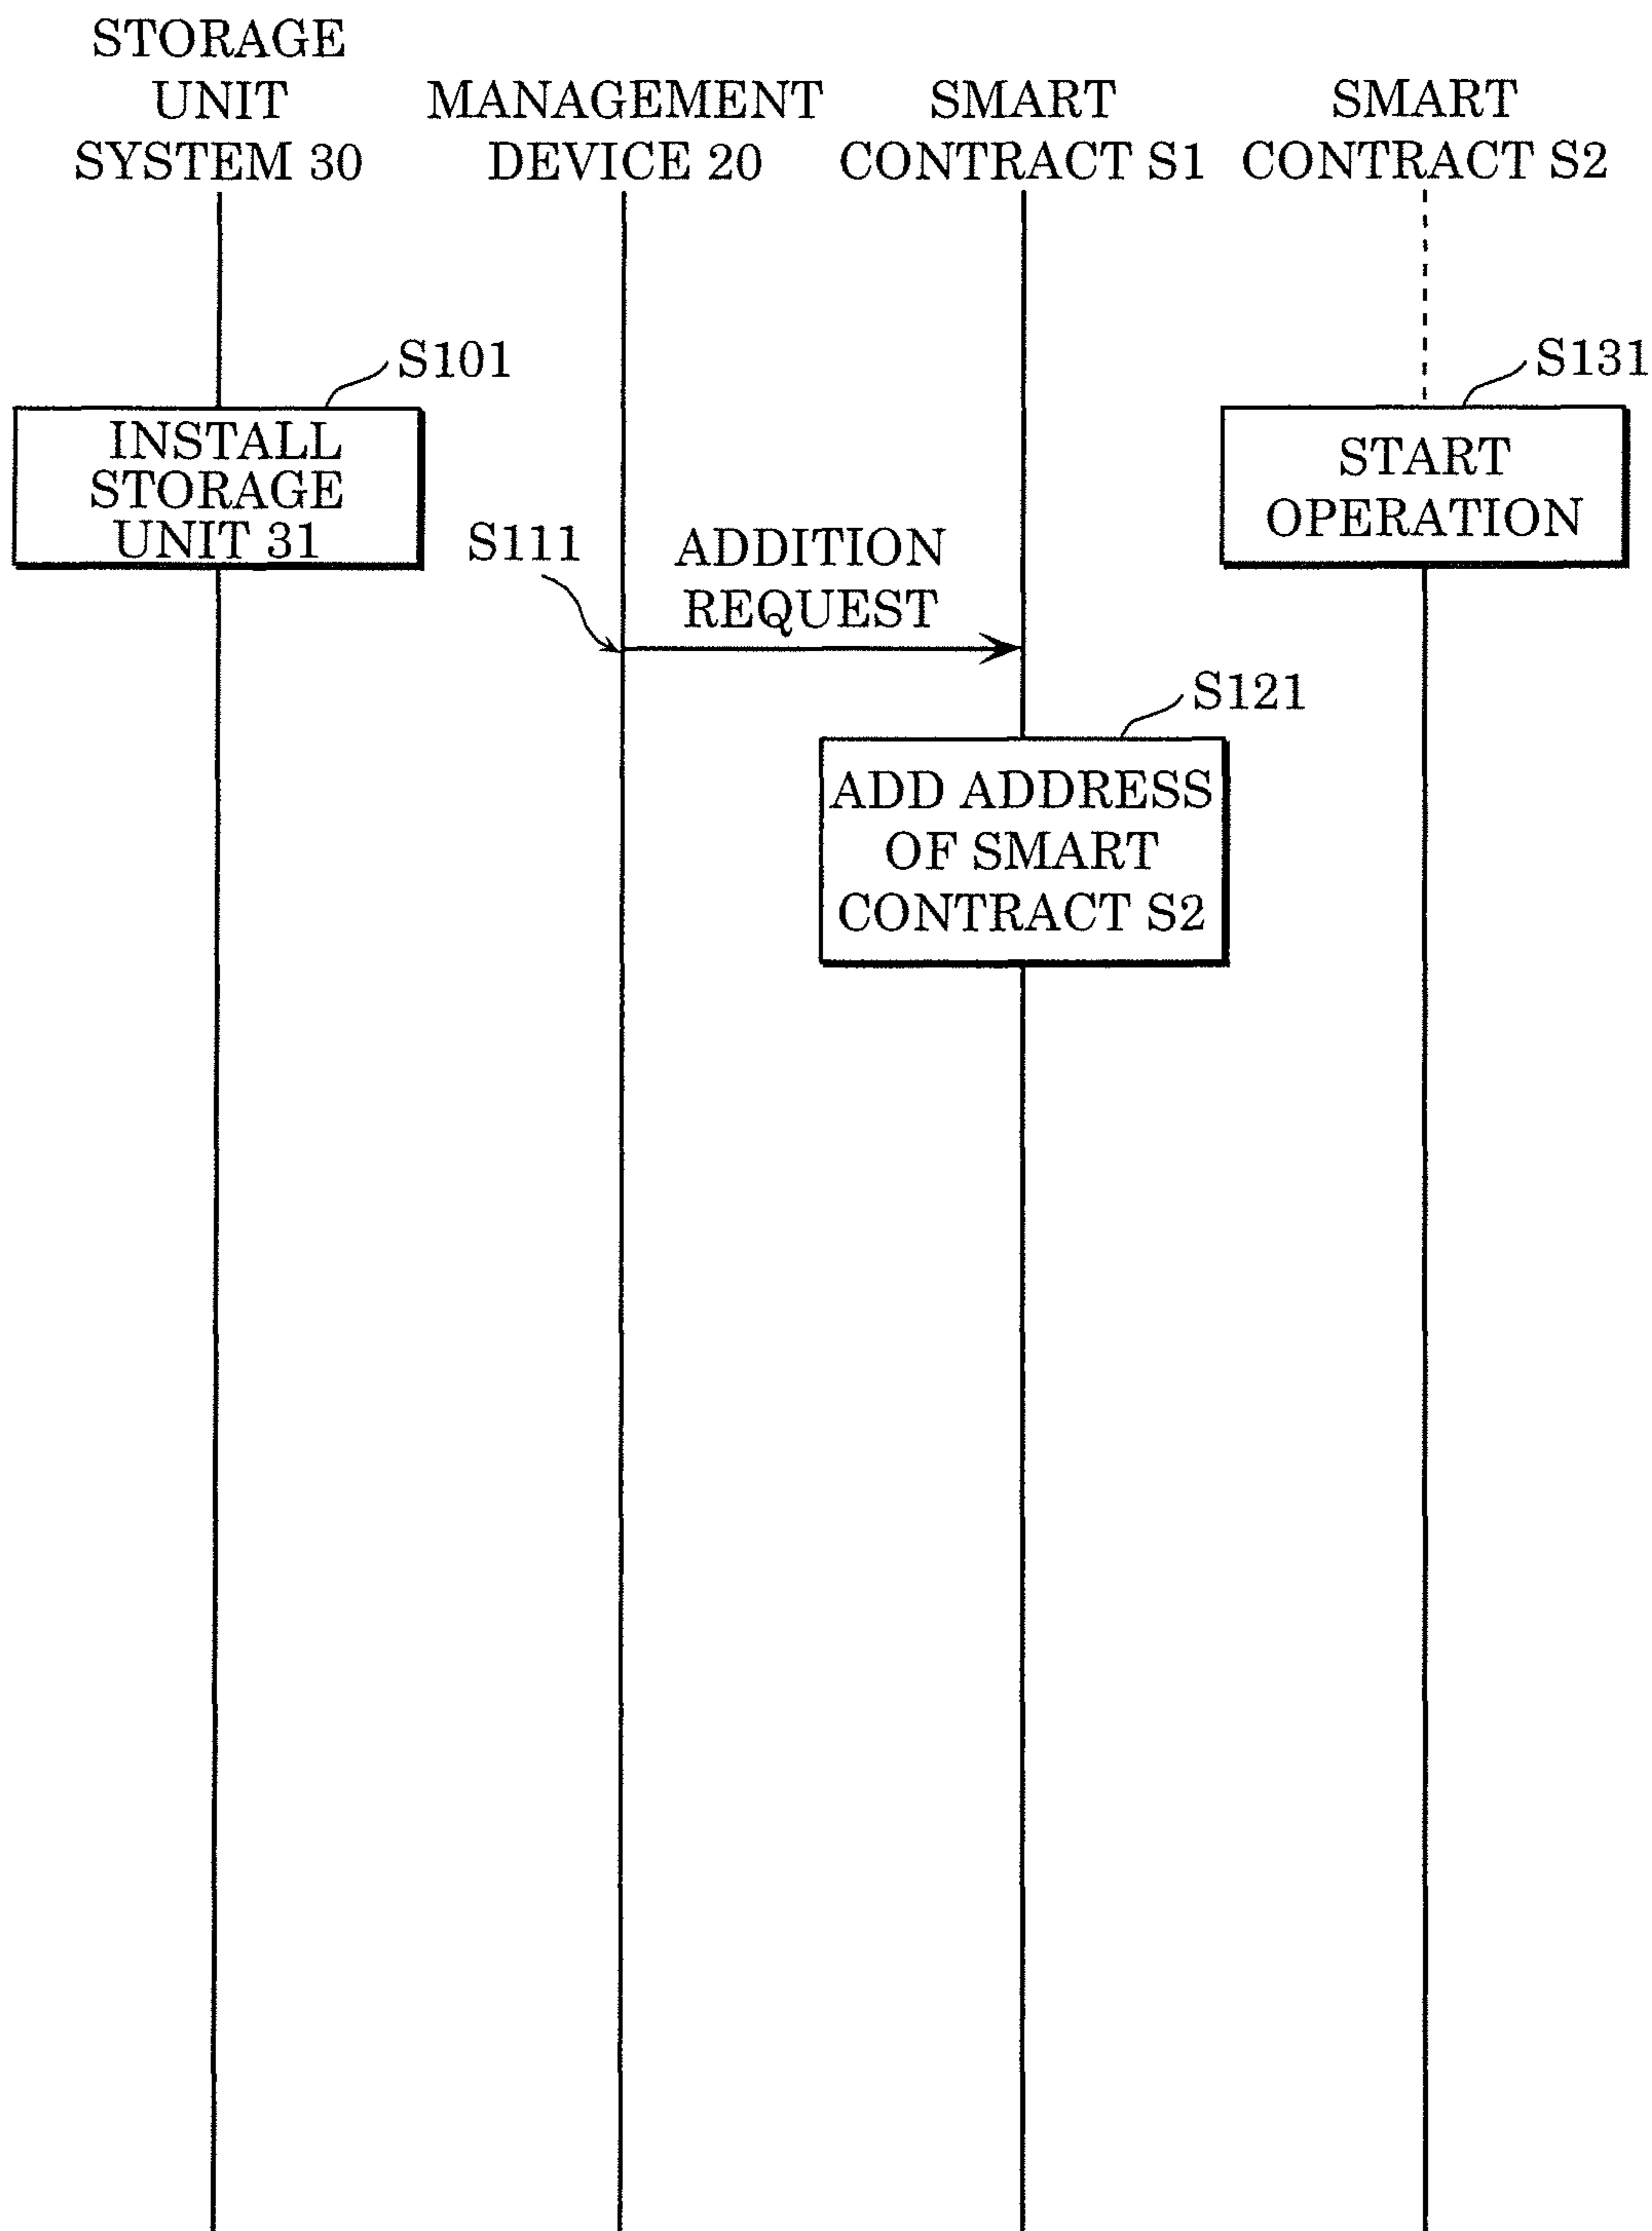 STORAGE
UNIT
SYSTEM 30
MANAGEMENT
DEVICE 20
SMART
CONTRACT S1
SMART
CONTRACT S2
S101
INSTALL
STORAGE
UNIT 31
S131
START
OPERATION
S111
ADDITION
REQUEST
S121
ADD ADDRESS
OF SMART
CONTRACT S2